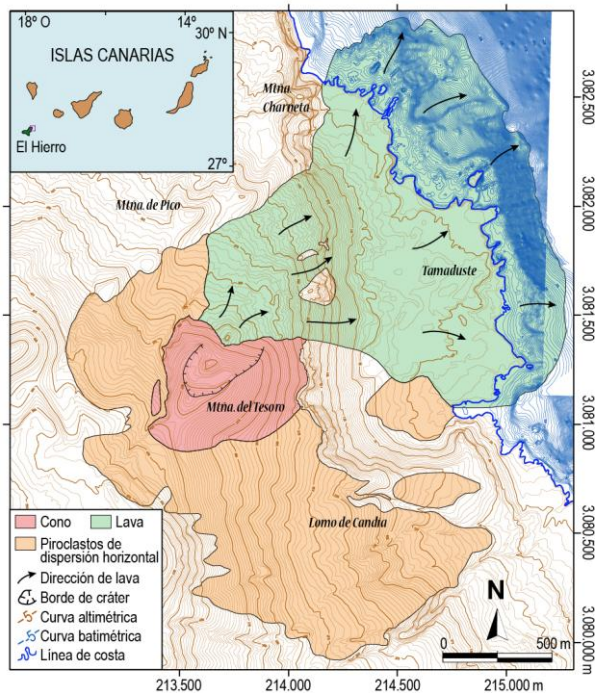 18º O
14º
30º N
ISLAS CANARIAS
El Hierro
27º
Mtña.
Charneta
Mtña. de Pico
Tamaduste
Mtña. del Tesoro
Lomo de Candia
Cono
Lava
Piroclastos de
dispersión horizontal
Dirección de lava
Borde de cráter
Curva altimétrica
Curva batimétrica
Línea de costa
N
0 500 m
3.082.500
3.082.000
3.081.500
3.081.000
3.080.500
3.080.000 m
213.500
214.000
214.500
215.000 m